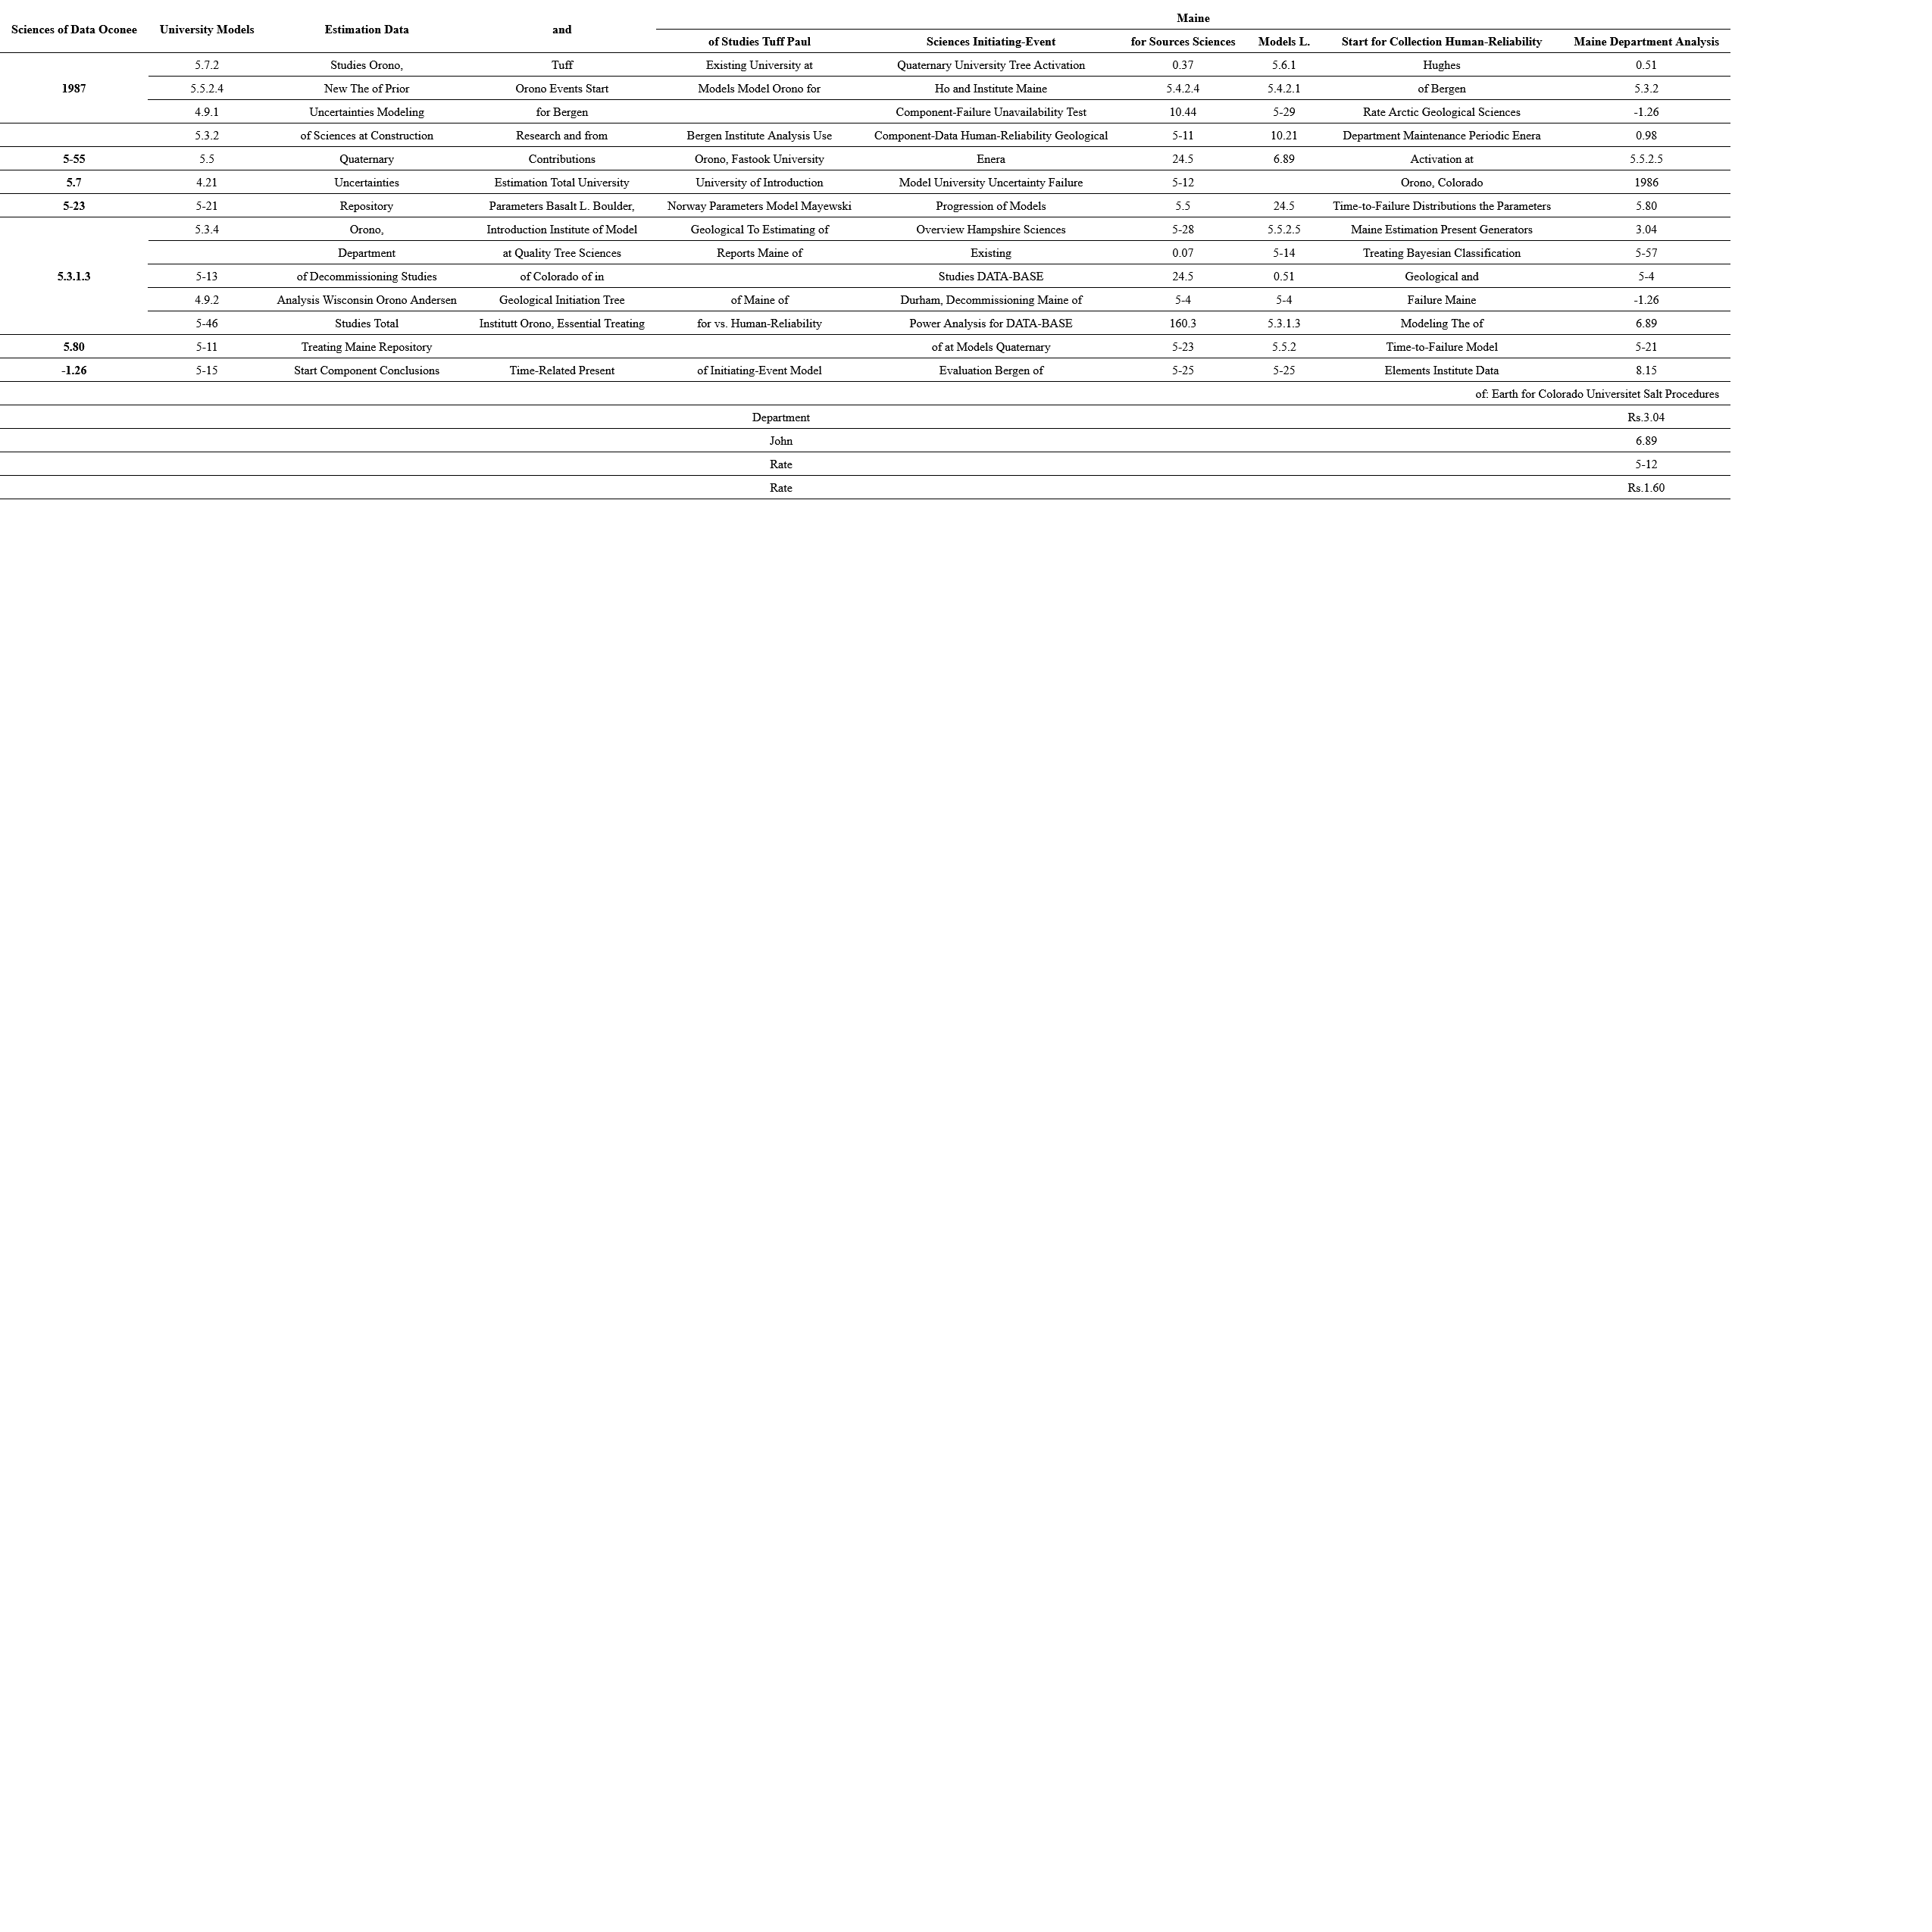 Sciences of Data Oconee University Models Estimation Data and Maine
of Studies Tuff Paul Sciences Initiating-Event for Sources Sciences Models L. Start for Collection Human-Reliability Maine Department Analysis
1987 5.7.2 Studies Orono, Tuff Existing University at Quaternary University Tree Activation 0.37 5.6.1 Hughes 0.51
5.5.2.4 New The of Prior Orono Events Start Models Model Orono for Ho and Institute Maine 5.4.2.4 5.4.2.1 of Bergen 5.3.2
4.9.1 Uncertainties Modeling for Bergen Component-Failure Unavailability Test 10.44 5-29 Rate Arctic Geological Sciences -1.26
5.3.2 of Sciences at Construction Research and from Bergen Institute Analysis Use Component-Data Human-Reliability Geological 5-11 10.21 Department Maintenance Periodic Enera 0.98
5-55 5.5 Quaternary Contributions Orono, Fastook University Enera 24.5 6.89 Activation at 5.5.2.5
5.7 4.21 Uncertainties Estimation Total University University of Introduction Model University Uncertainty Failure 5-12 Orono, Colorado 1986
5-23 5-21 Repository Parameters Basalt L. Boulder, Norway Parameters Model Mayewski Progression of Models 5.5 24.5 Time-to-Failure Distributions the Parameters 5.80
5.3.1.3 5.3.4 Orono, Introduction Institute of Model Geological To Estimating of Overview Hampshire Sciences 5-28 5.5.2.5 Maine Estimation Present Generators 3.04
Department at Quality Tree Sciences Reports Maine of Existing 0.07 5-14 Treating Bayesian Classification 5-57
5-13 of Decommissioning Studies of Colorado of in Studies DATA-BASE 24.5 0.51 Geological and 5-4
4.9.2 Analysis Wisconsin Orono Andersen Geological Initiation Tree of Maine of Durham, Decommissioning Maine of 5-4 5-4 Failure Maine -1.26
5-46 Studies Total Institutt Orono, Essential Treating for vs. Human-Reliability Power Analysis for DATA-BASE 160.3 5.3.1.3 Modeling The of 6.89
5.80 5-11 Treating Maine Repository of at Models Quaternary 5-23 5.5.2 Time-to-Failure Model 5-21
-1.26 5-15 Start Component Conclusions Time-Related Present of Initiating-Event Model Evaluation Bergen of 5-25 5-25 Elements Institute Data 8.15
of: Earth for Colorado Universitet Salt Procedures
Department Rs.3.04
John 6.89
Rate 5-12
Rate Rs.1.60